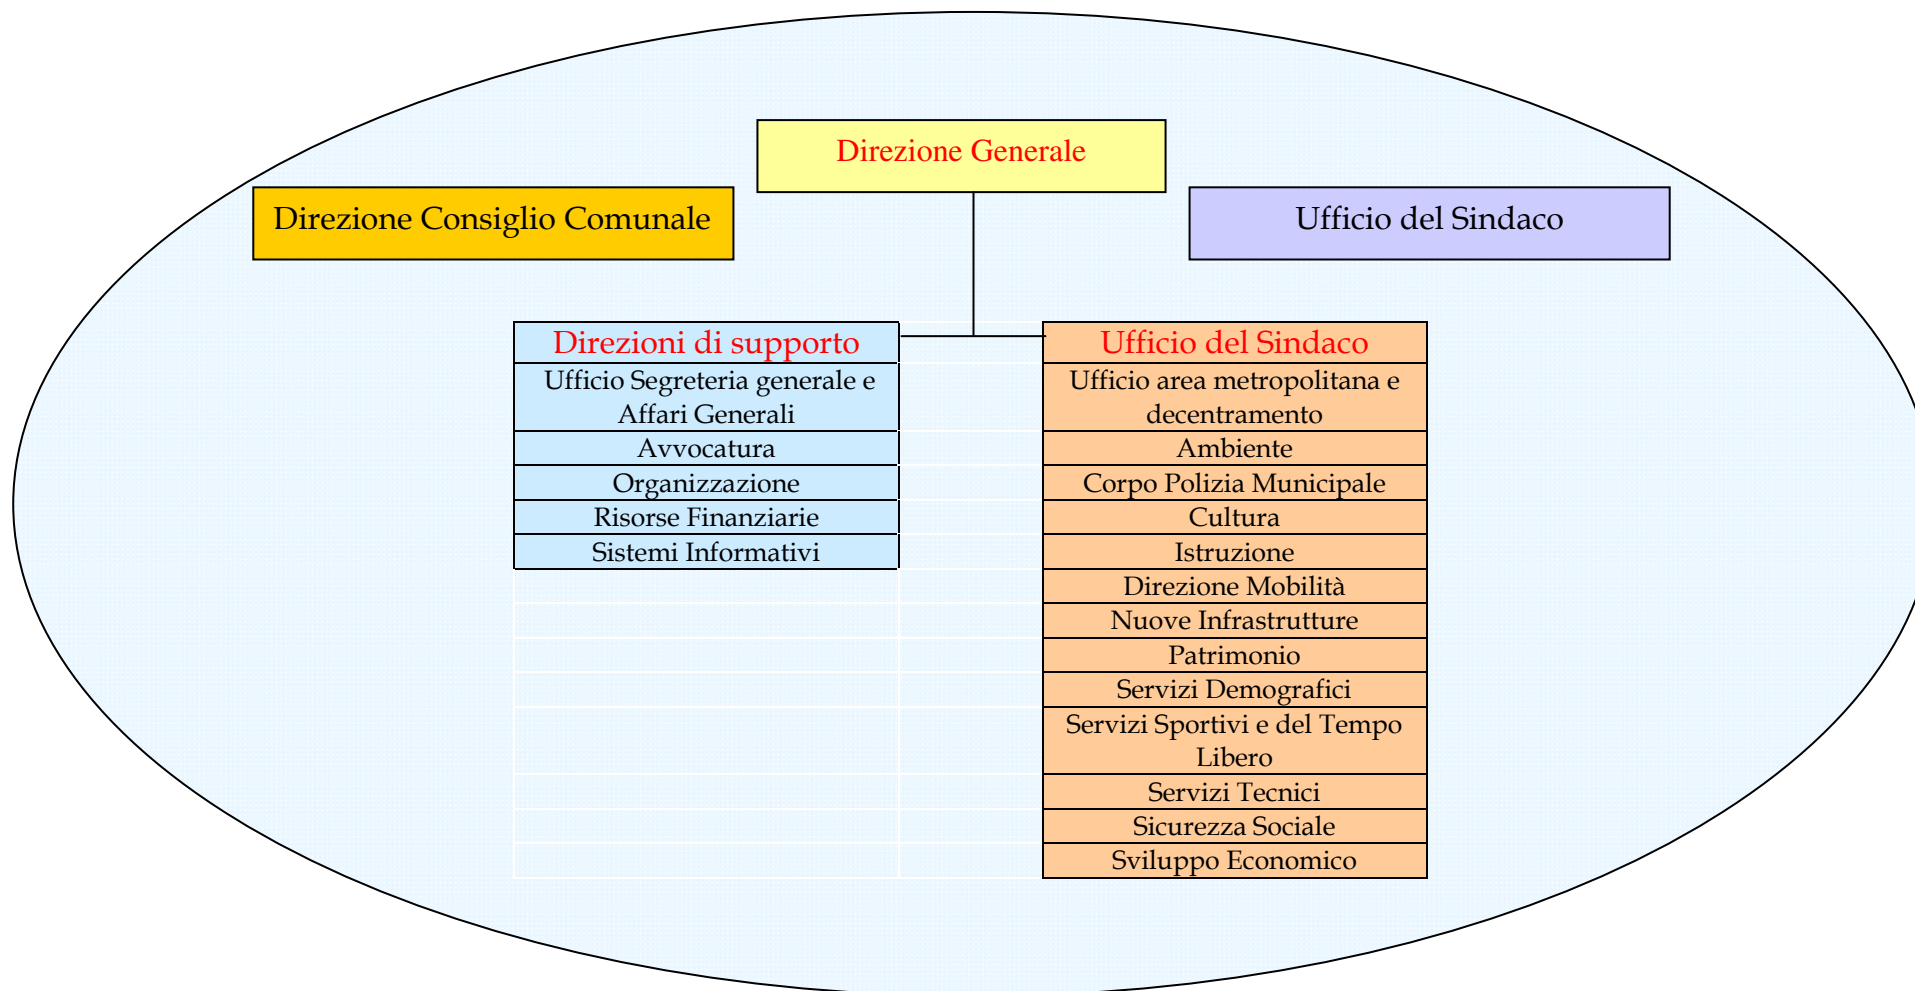 Direzione Generale
Direzione Consiglio Comunale
Ufficio del Sindaco
Direzioni di supporto
Ufficio Segreteria generale e
Affari Generali
Avvocatura
Organizzazione
Risorse Finanziarie
Sistemi Informativi
Ufficio del Sindaco
Ufficio area metropolitana e
decentramento
Ambiente
Corpo Polizia Municipale
Cultura
Istruzione
Direzione Mobilità
Nuove Infrastrutture
Patrimonio
Servizi Demografici
Servizi Sportivi e del Tempo
Libero
Servizi Tecnici
Sicurezza Sociale
Sviluppo Economico